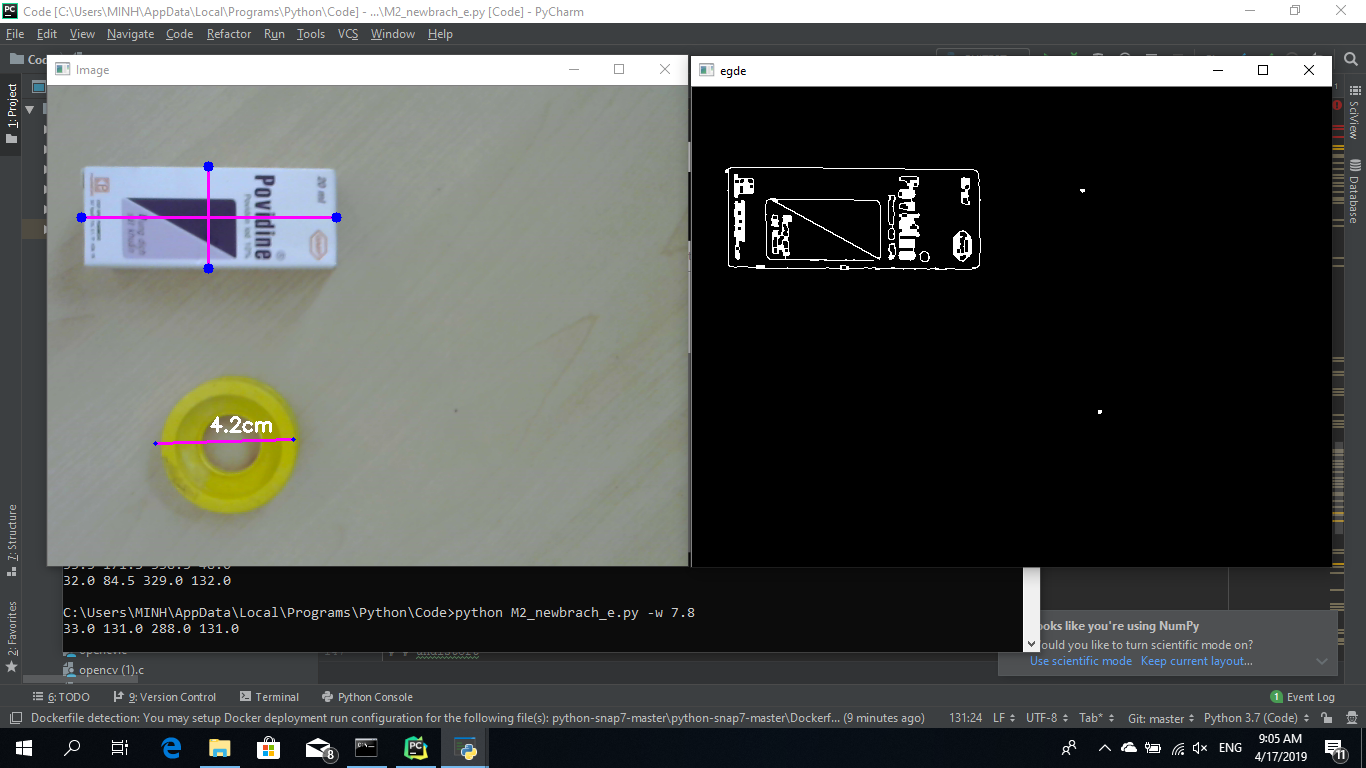 Code [C:\Users\MINH\AppData\Local\Programs\Python\Code] - ...\M2_newbrach_e.py [Code] - PyCharm
File Edit View Navigate Code Refactor Run Tools VCS Window Help
Image
egde
1: Project
7: Structure
2: Favorites
SciView
Database
20 ml
Povidine
Povidon iod 10%
4.2cm
32.0 84.5 329.0 132.0
C:\Users\MINH\AppData\Local\Programs\Python\Code>python M2_newbrach_e.py -w 7.8
33.0 131.0 288.0 131.0
ooks like you're using NumPy
ould you like to turn scientific mode on?
Use scientific mode Keep current layout...
opencv (1).c
6: TODO 9: Version Control Terminal Python Console
1 Event Log
Dockerfile detection: You may setup Docker deployment run configuration for the following file(s): python-snap7-master\python-snap7-master\Dockerf... (9 minutes ago)
131:24 LF UTF-8 Tab* Git: master Python 3.7 (Code)
8
ENG
9:05 AM
4/17/2019
11